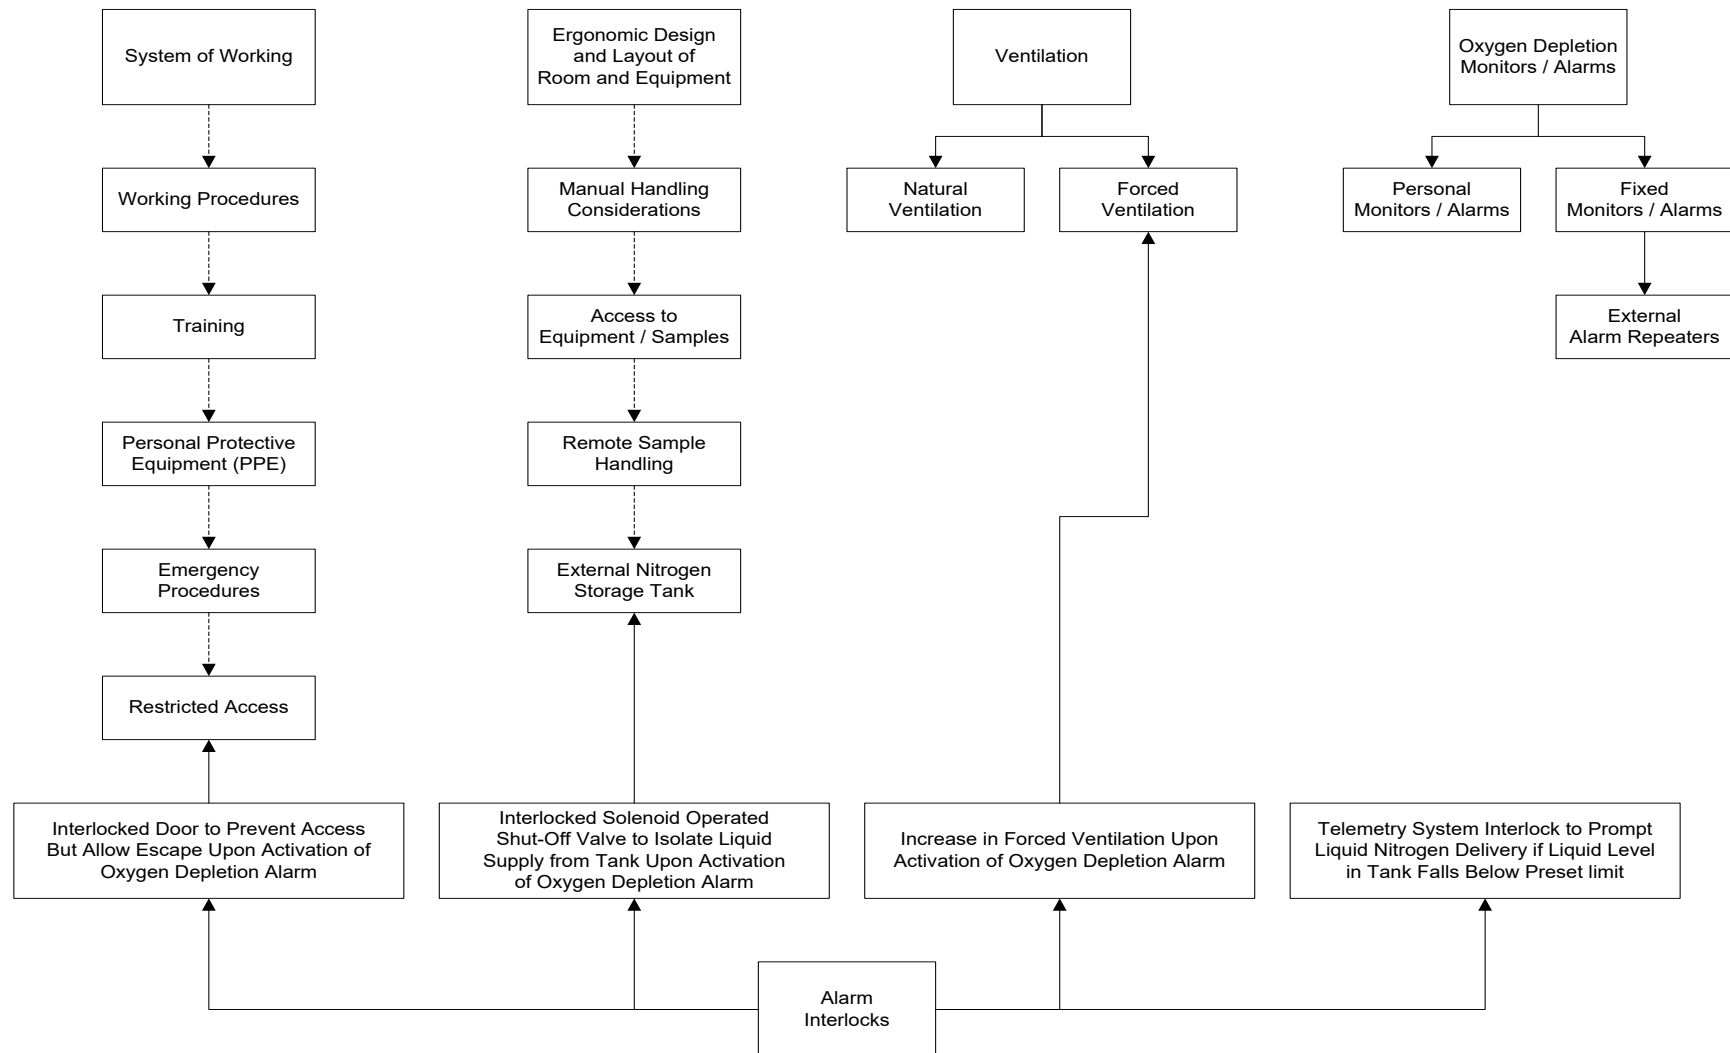 System of Working
Ergonomic Design
and Layout of
Room and Equipment
Ventilation
Oxygen Depletion
Monitors / Alarms
Working Procedures
Manual Handling
Considerations
Natural
Ventilation
Forced
Ventilation
Personal
Monitors / Alarms
Fixed
Monitors / Alarms
Training
Access to
Equipment / Samples
External
Alarm Repeaters
Personal Protective
Equipment (PPE)
Remote Sample
Handling
Emergency
Procedures
External Nitrogen
Storage Tank
Restricted Access
Interlocked Door to Prevent Access
But Allow Escape Upon Activation of
Oxygen Depletion Alarm
Interlocked Solenoid Operated
Shut-Off Valve to Isolate Liquid
Supply from Tank Upon Activation
of Oxygen Depletion Alarm
Increase in Forced Ventilation Upon
Activation of Oxygen Depletion Alarm
Telemetry System Interlock to Prompt
Liquid Nitrogen Delivery if Liquid Level
in Tank Falls Below Preset limit
Alarm
Interlocks